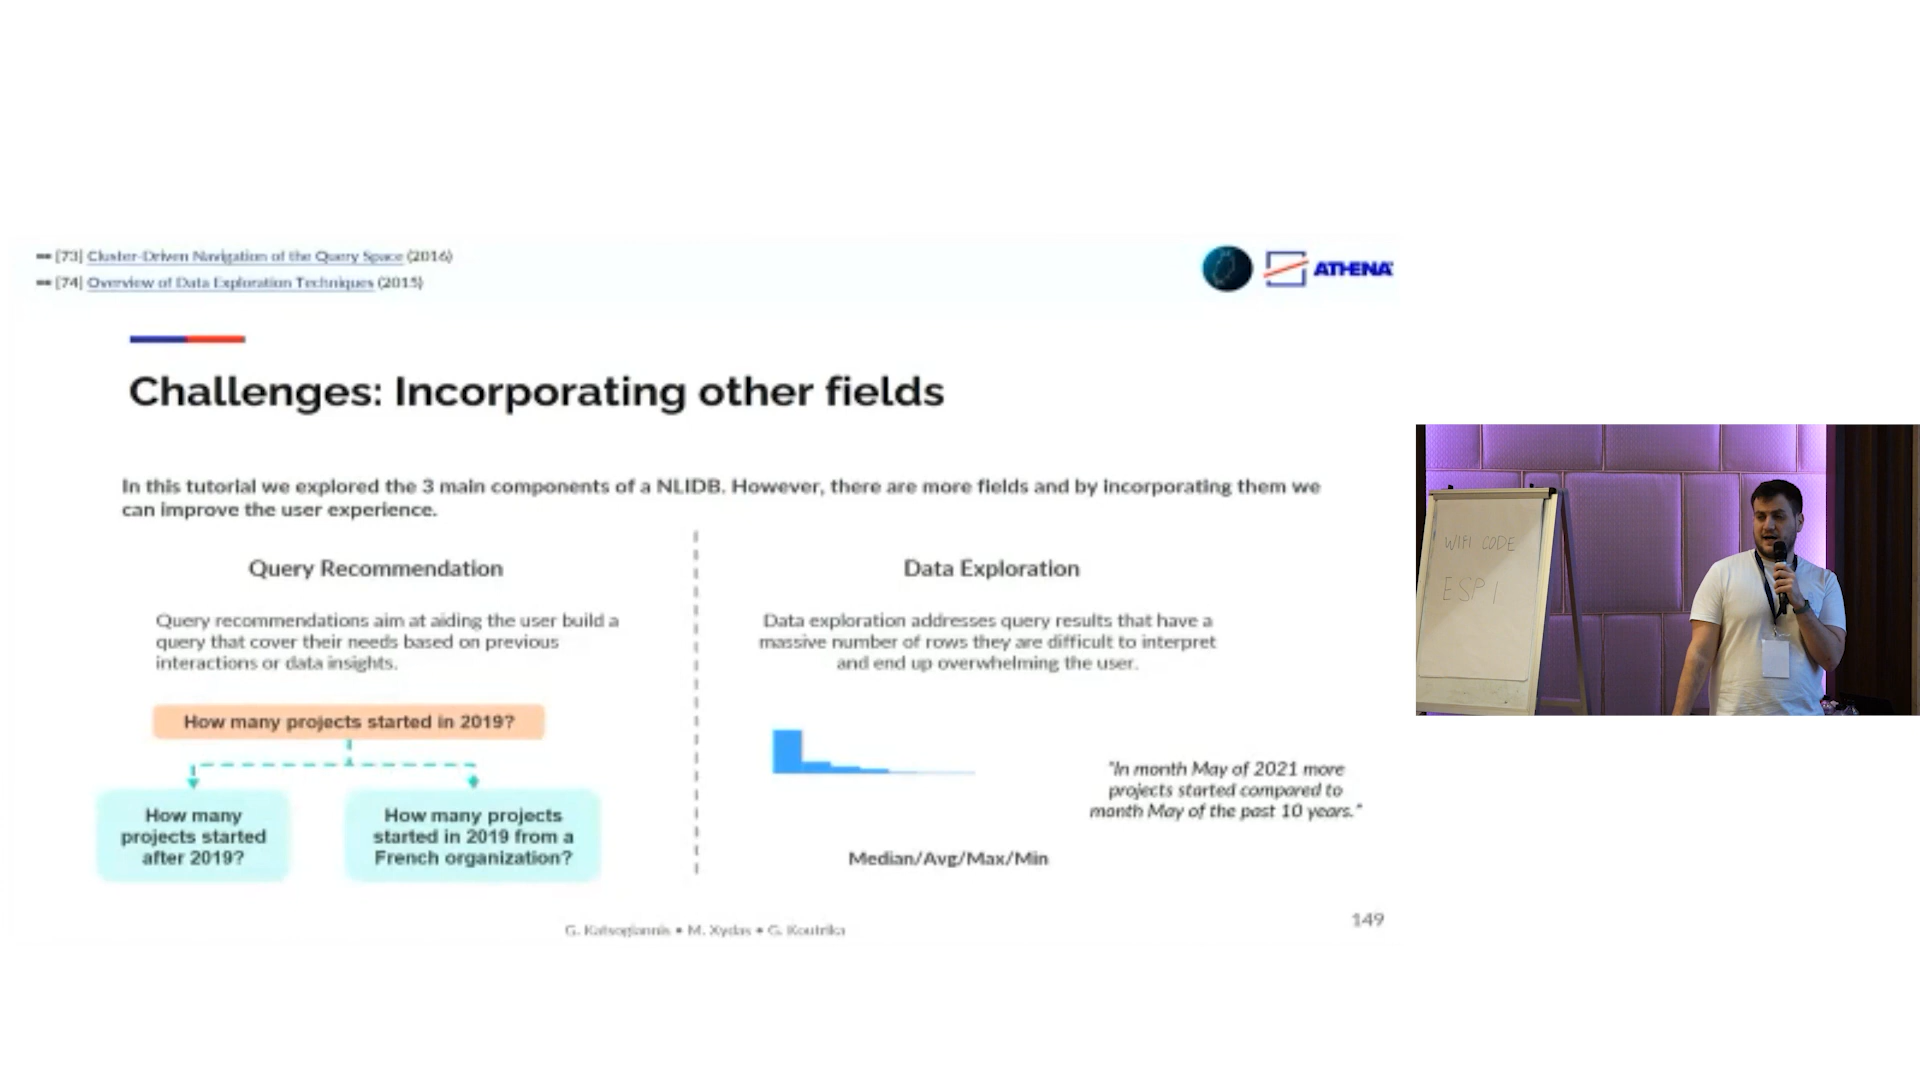 [73] Cluster-Driven Navigation of the Query Space (2016)
[74] Overview of Data Exploration Techniques (2015)
ATHENA
Challenges: Incorporating other fields
In this tutorial we explored the 3 main components of a NLIDB. However, there are more fields and by incorporating them we
can improve the user experience.
Query Recommendation
Query recommendations aim at aiding the user build a
query that cover their needs based on previous
interactions or data insights.
How many projects started in 2019?
How many
projects started
after 2019?
How many projects
started in 2019 from a
French organization?
Data Exploration
Data exploration addresses query results that have a
massive number of rows they are difficult to interpret
and end up overwhelming the user.
"In month May of 2021 more
projects started compared to
month May of the past 10 years."
Median/Avg/Max/Min
G. Katsogiannis • M. Xydas • G. Koutrika
149
WIFI CODE
ESP1